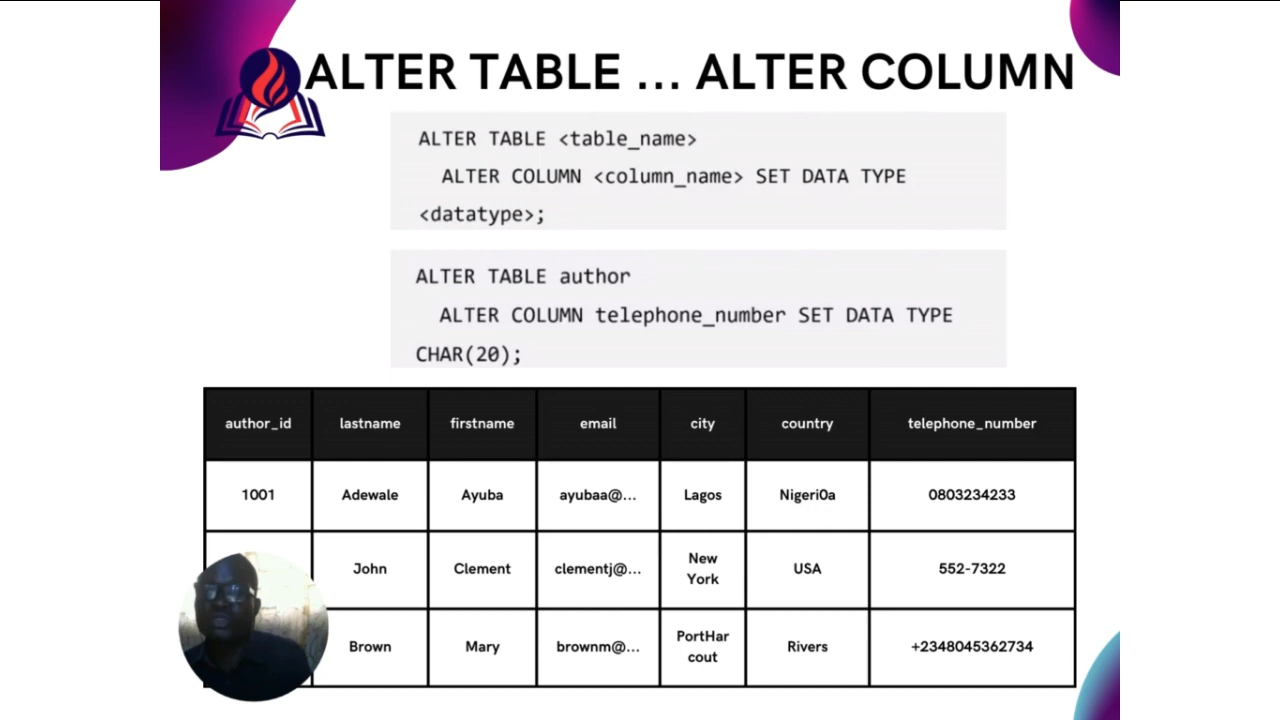 ALTER TABLE ... ALTER COLUMN
ALTER TABLE <table_name>
ALTER COLUMN <column_name> SET DATA TYPE
<datatype>;
ALTER TABLE author
ALTER COLUMN telephone_number SET DATA TYPE
CHAR(20);
author_id lastname firstname email city country telephone_number
1001 Adewale Ayuba ayubaa@... Lagos Nigeri0a 0803234233
John Clement clementj@... New York USA 552-7322
Brown Mary brownm@... PortHar cout Rivers +2348045362734